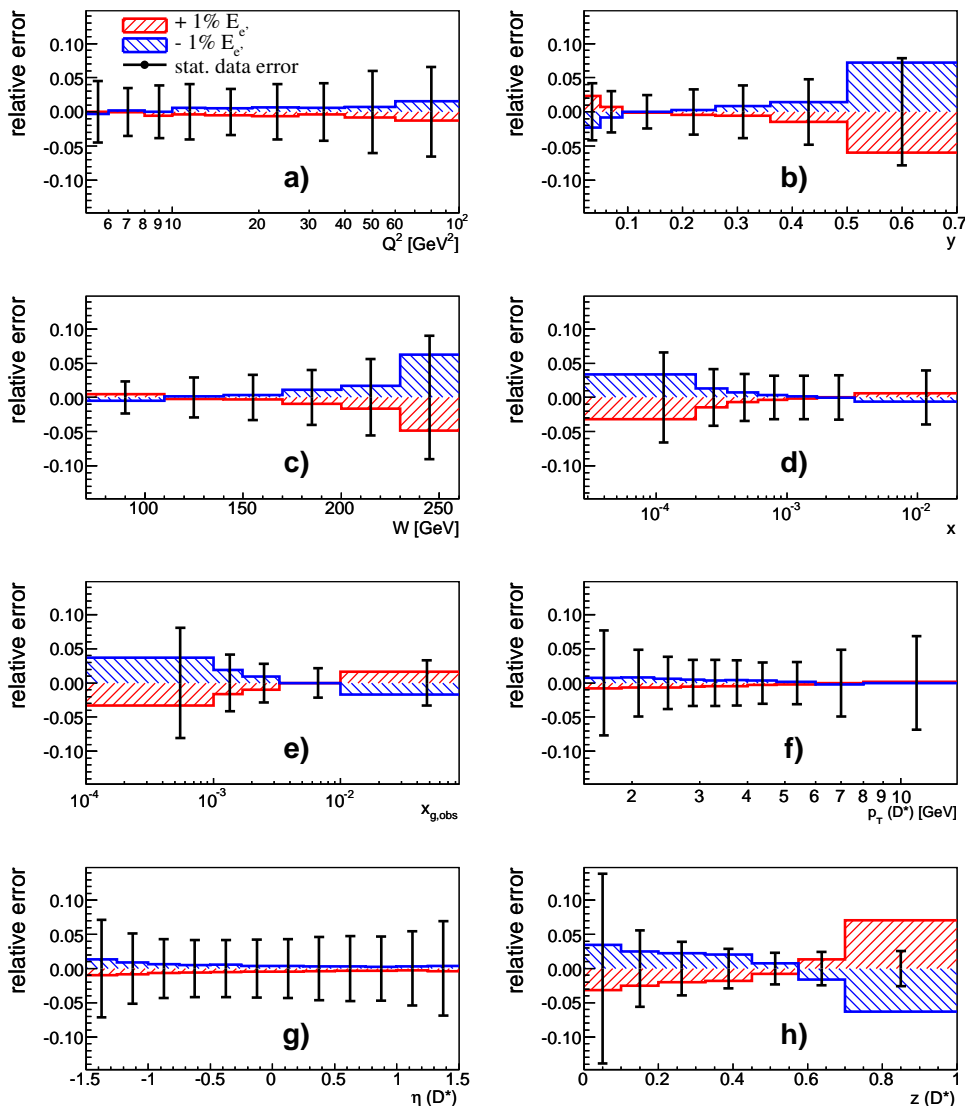 + 1% E_e'
- 1% E_e'
stat. data error
relative error
0.10
0.05
0.00
-0.05
-0.10
a)
6 7 8 9 10 20 30 40 50 60 10²
Q² [GeV²]
relative error
0.10
0.05
0.00
-0.05
-0.10
b)
0.1 0.2 0.3 0.4 0.5 0.6 0.7
y
relative error
0.10
0.05
0.00
-0.05
-0.10
c)
100 150 200 250
W [GeV]
relative error
0.10
0.05
0.00
-0.05
-0.10
d)
10⁻⁴ 10⁻³ 10⁻²
x
relative error
0.10
0.05
0.00
-0.05
-0.10
e)
10⁻⁴ 10⁻³ 10⁻²
x_g,obs
relative error
0.10
0.05
0.00
-0.05
-0.10
f)
2 3 4 5 6 7 8 9 10
p_T (D*) [GeV]
relative error
0.10
0.05
0.00
-0.05
-0.10
g)
-1.5 -1 -0.5 0 0.5 1 1.5
η (D*)
relative error
0.10
0.05
0.00
-0.05
-0.10
h)
0 0.2 0.4 0.6 0.8 1
z (D*)